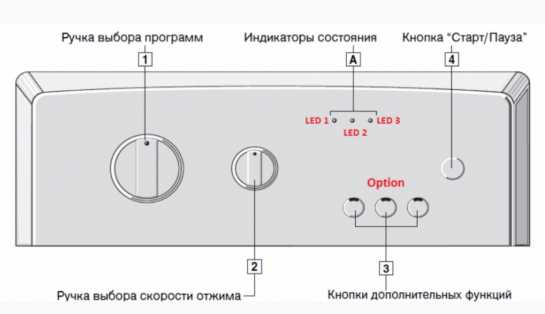 Ручка выбора программ
Индикаторы состояния
Кнопка “Старт/Пауза”
1
A
4
LED 1
LED 3
LED 2
Option
2
3
Ручка выбора скорости отжима
Кнопки дополнительных функций